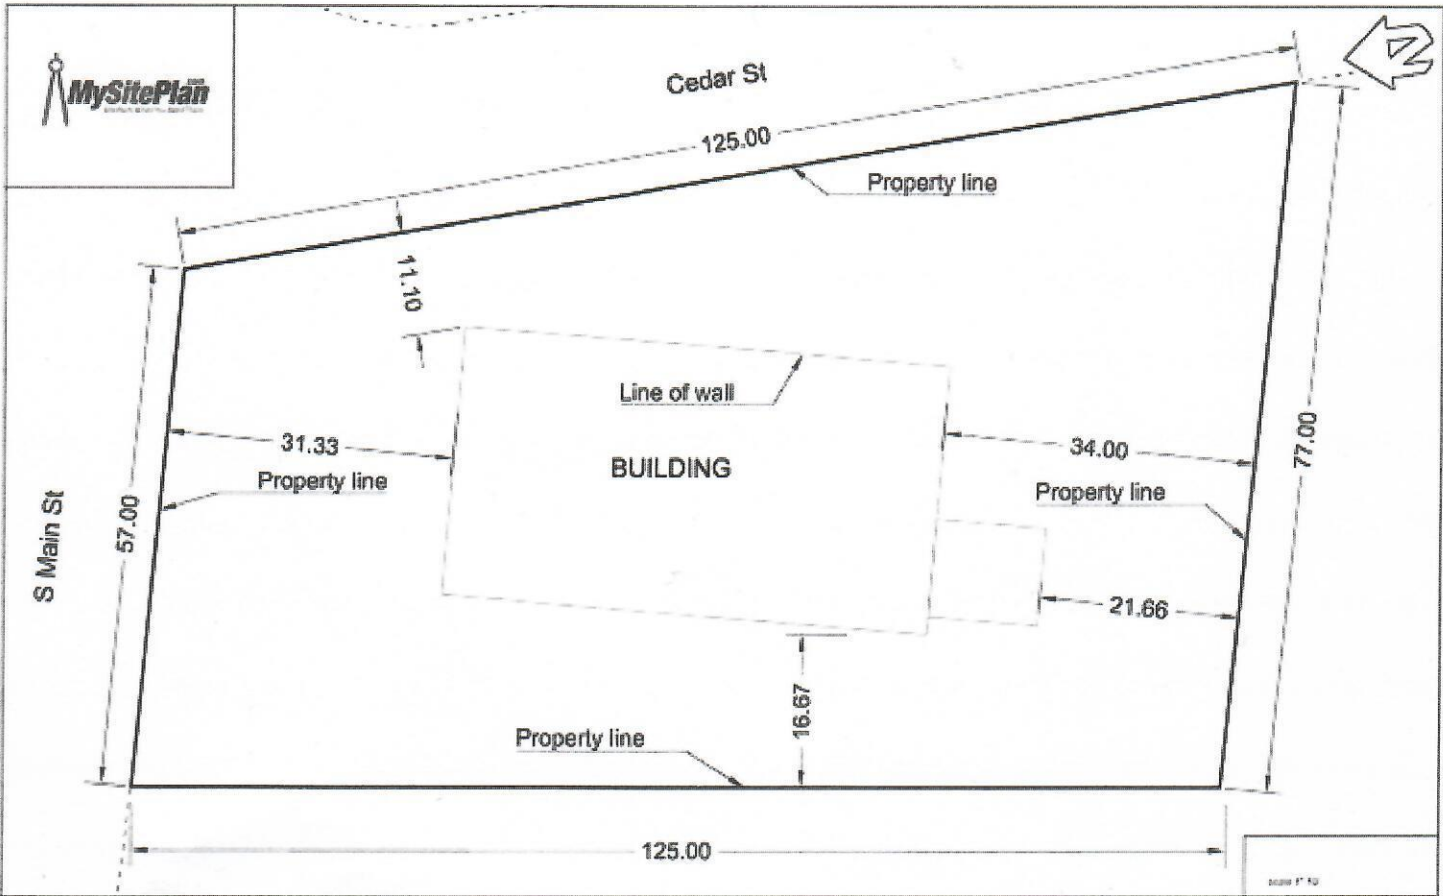 MySitePlan
Cedar St
125.00
Property line
11.10
Line of wall
31.33
BUILDING
34.00
77.00
Property line
Property line
57.00
S Main St
21.66
16.67
Property line
125.00